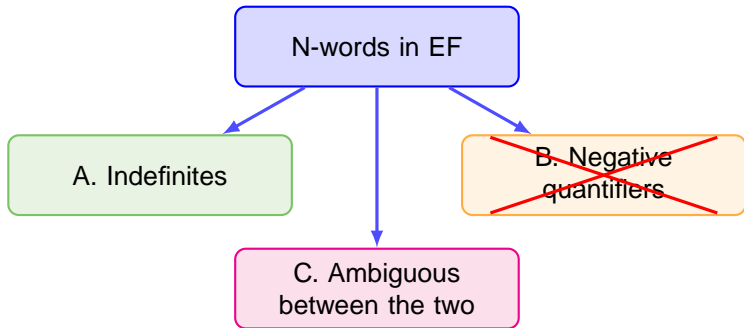 N-words in EF
A. Indefinites
B. Negative
quantifiers
C. Ambiguous
between the two